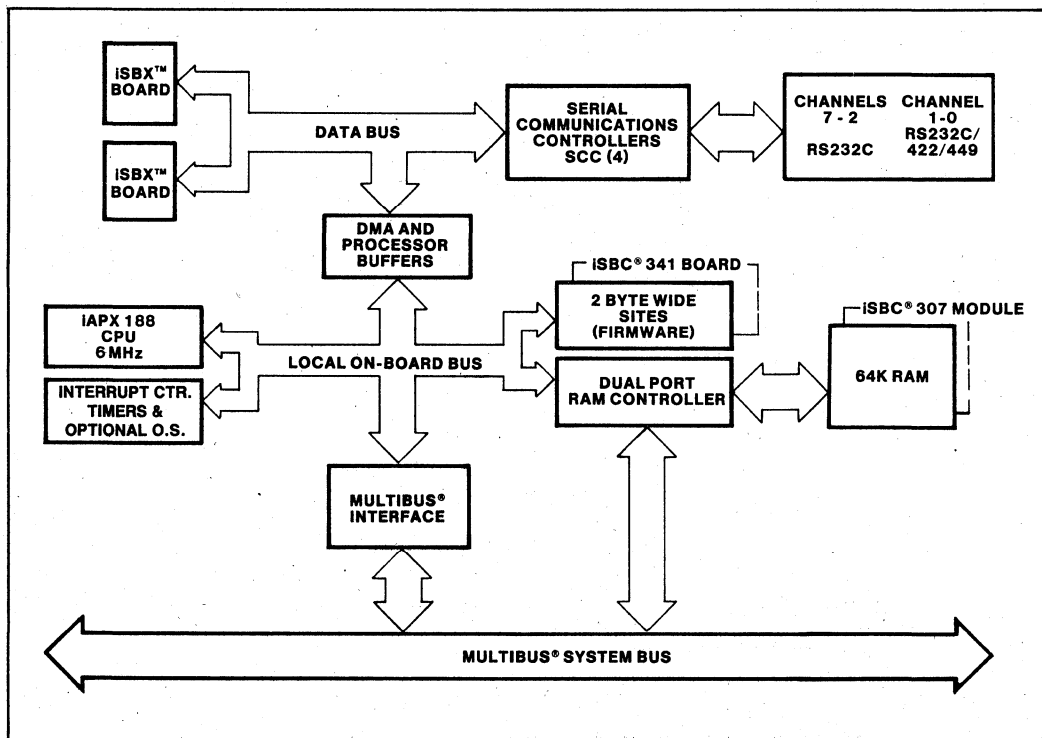 iSBX™
BOARD
iSBX™
BOARD
DATA BUS
SERIAL
COMMUNICATIONS
CONTROLLERS
SCC (4)
CHANNELS
7 - 2
RS232C
CHANNEL
1-0
RS232C/
422/449
DMA AND
PROCESSOR
BUFFERS
iSBC® 341 BOARD
2 BYTE WIDE
SITES
(FIRMWARE)
iSBC® 307 MODULE
64K RAM
iAPX 188
CPU
6 MHz
LOCAL ON-BOARD BUS
INTERRUPT CTR.
TIMERS &
OPTIONAL O.S.
DUAL PORT
RAM CONTROLLER
MULTIBUS®
INTERFACE
MULTIBUS® SYSTEM BUS